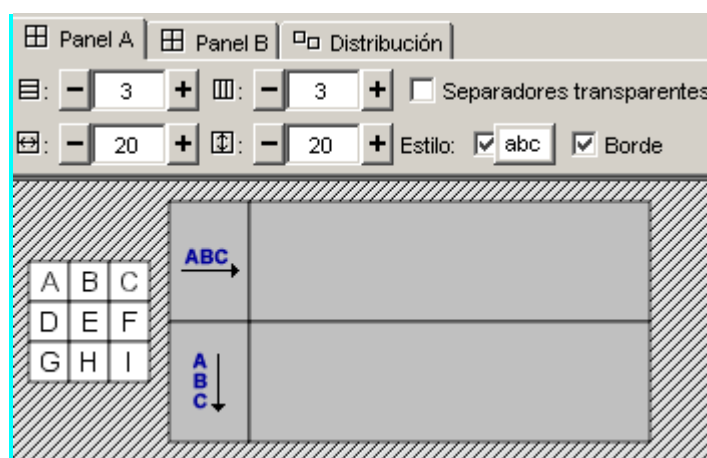 Panel A Panel B Distribución
: - 3 + : - 3 + Separadores transparentes
: - 20 + : - 20 + Estilo: abc Borde
ABC
A B C
D E F
G H I
A
B
C